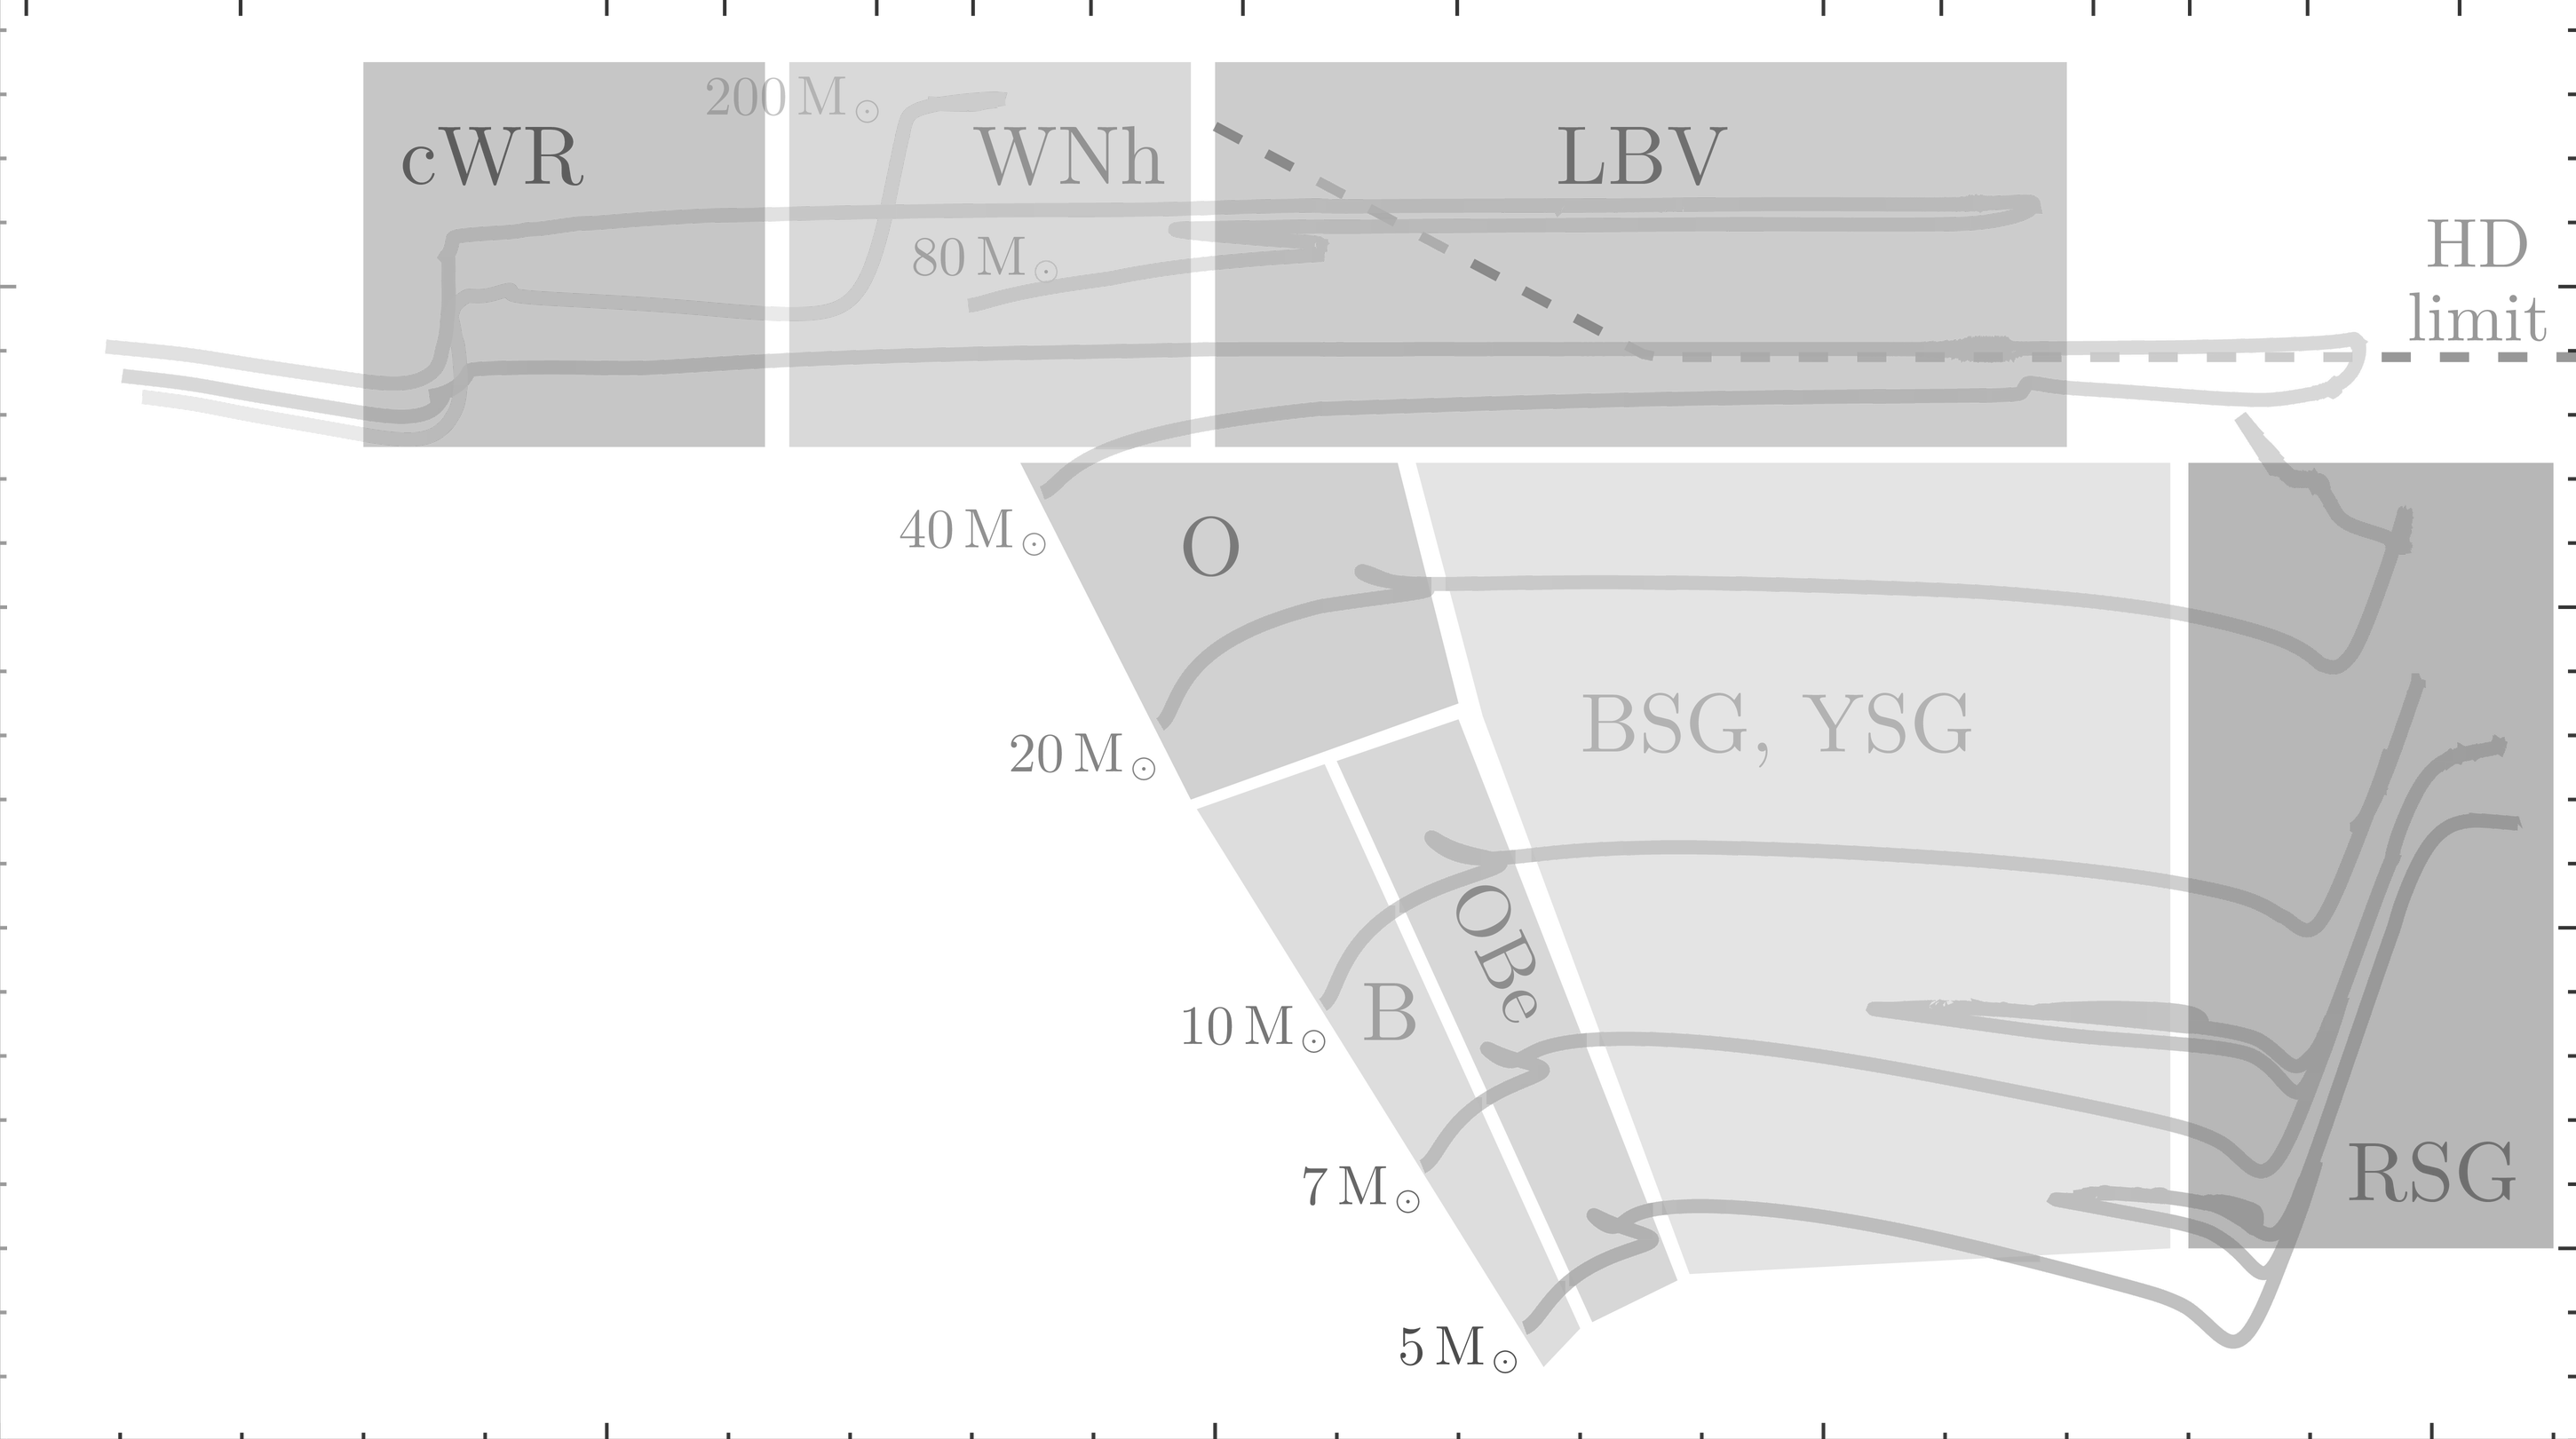 200 M⊙
cWR
WNh
LBV
80 M⊙
HD
limit
40 M⊙
O
BSG, YSG
20 M⊙
OBe
10 M⊙
B
7 M⊙
RSG
5 M⊙